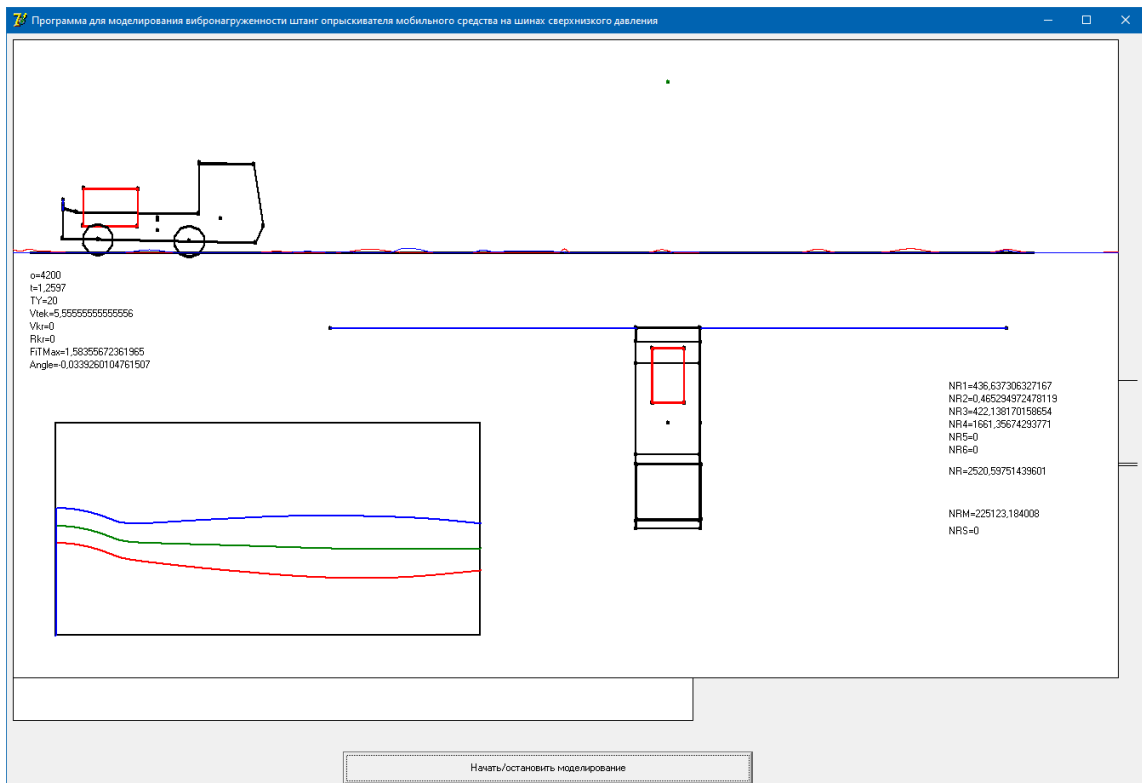 Программа для моделирования вибронагруженности штанг опрыскивателя мобильного средства на шинах сверхнизкого давления
o=4200
t=1,2597
TY=20
Vtek=5,55555555555556
Vkr=0
Rkr=0
FiTMax=1,58355672361965
Angle=-0,0339260104761507
NR1=436,637306327167
NR2=0,465294972478119
NR3=422,138170158654
NR4=1661,35674293771
NR5=0
NR6=0
NR=2520,59751439601
NRM=225123,184008
NRS=0
Начать/остановить моделирование